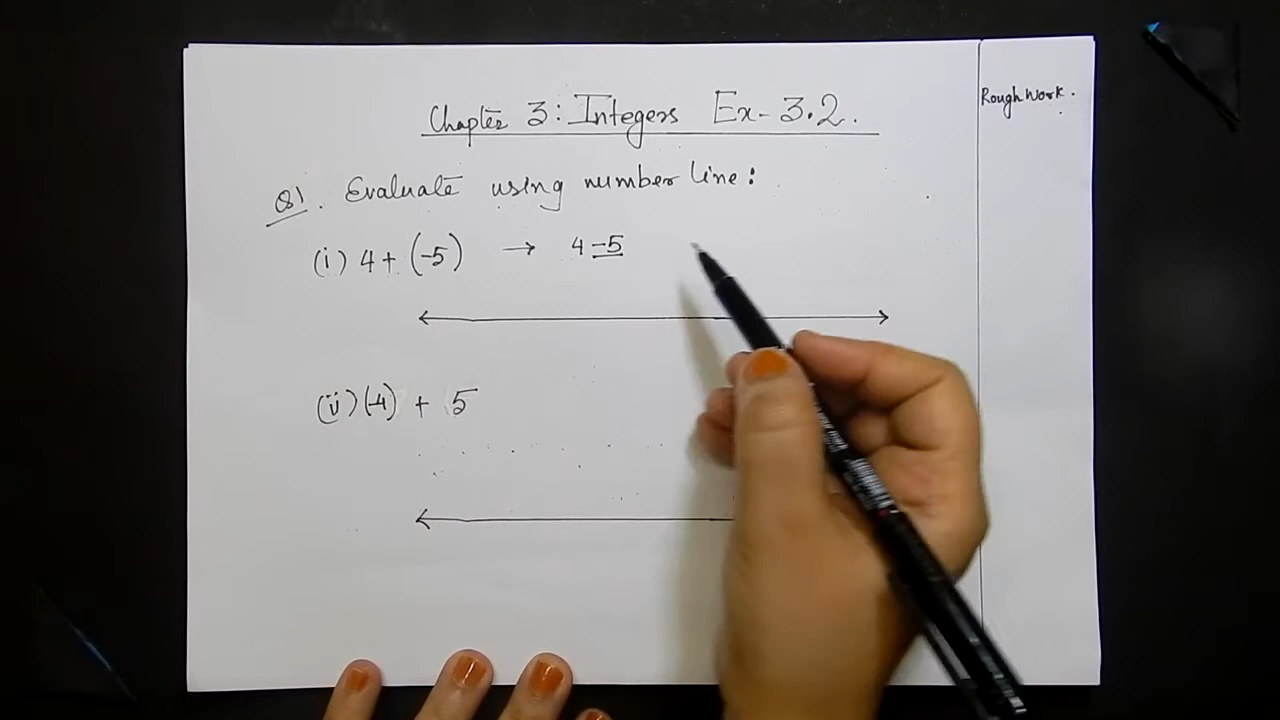 Chapter 3: Integers Ex-3.2.
Rough Work.
Q1. Evaluate using number line:
(i) 4+(-5) → 4-5
(ii) (-4) + 5